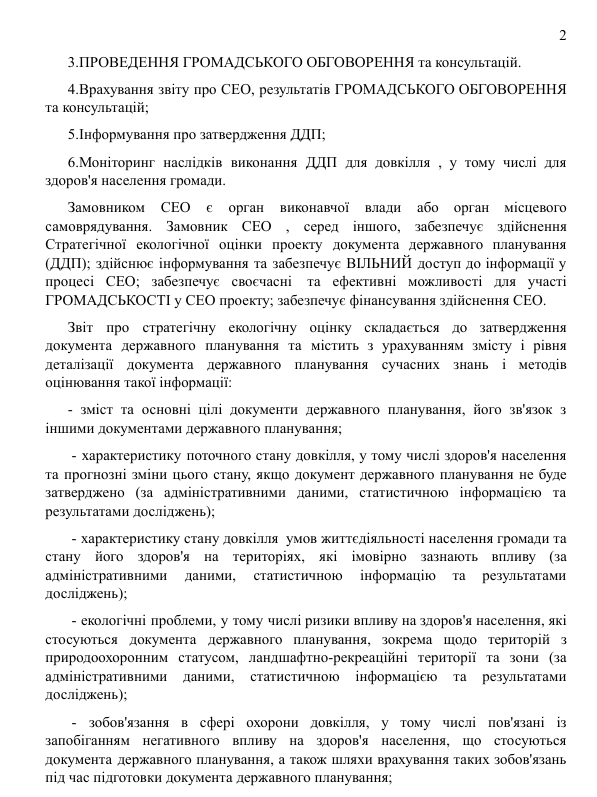 2
3.ПРОВЕДЕННЯ ГРОМАДСЬКОГО ОБГОВОРЕННЯ та консультацій.
4.Врахування звіту про СЕО, результатів ГРОМАДСЬКОГО ОБГОВОРЕННЯ
та консультацій;
5.Інформування про затвердження ДДП;
6.Моніторинг наслідків виконання ДДП для довкілля , у тому числі для
здоров'я населення громади.
Замовником СЕО є орган виконавчої влади або орган місцевого
самоврядування. Замовник СЕО , серед іншого, забезпечує здійснення
Стратегічної екологічної оцінки проекту документа державного планування
(ДДП); здійснює інформування та забезпечує ВІЛЬНИЙ доступ до інформації у
процесі СЕО; забезпечує своєчасні та ефективні можливості для участі
ГРОМАДСЬКОСТІ у СЕО проекту; забезпечує фінансування здійснення СЕО.
Звіт про стратегічну екологічну оцінку складається до затвердження
документа державного планування та містить з урахуванням змісту і рівня
деталізації документа державного планування сучасних знань і методів
оцінювання такої інформації:
- зміст та основні цілі документи державного планування, його зв'язок з
іншими документами державного планування;
- характеристику поточного стану довкілля, у тому числі здоров'я населення
та прогнозні зміни цього стану, якщо документ державного планування не буде
затверджено (за адміністративними даними, статистичною інформацією та
результатами досліджень);
- характеристику стану довкілля умов життєдіяльності населення громади та
стану його здоров'я на територіях, які імовірно зазнають впливу (за
адміністративними даними, статистичною інформацію та результатами
досліджень);
- екологічні проблеми, у тому числі ризики впливу на здоров'я населення, які
стосуються документа державного планування, зокрема щодо територій з
природоохоронним статусом, ландшафтно-рекреаційні території та зони (за
адміністративними даними, статистичною інформацією та результатами
досліджень);
- зобов'язання в сфері охорони довкілля, у тому числі пов'язані із
запобіганням негативного впливу на здоров'я населення, що стосуються
документа державного планування, а також шляхи врахування таких зобов'язань
під час підготовки документа державного планування;